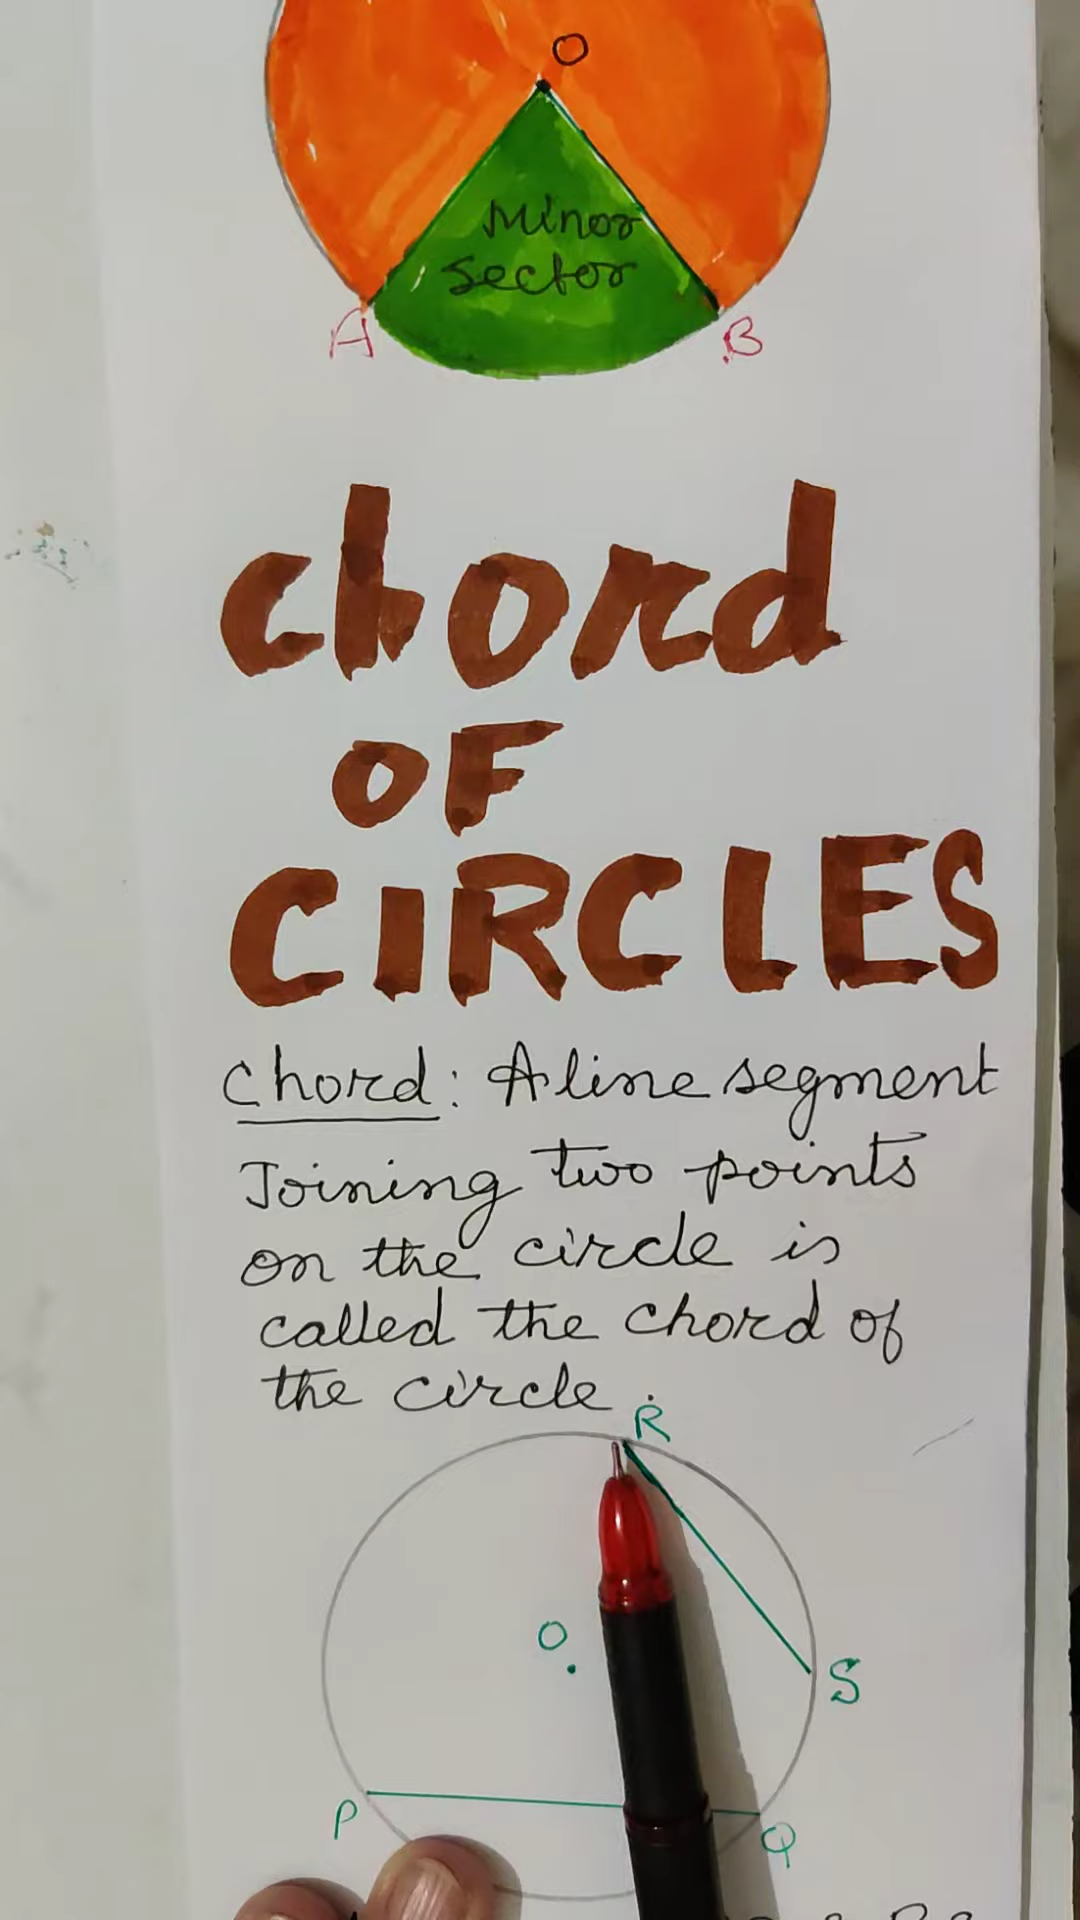 O
Minor
Sector
A
B
chord
OF
CIRCLES
Chord: A line segment
Joining two points
on the circle is
called the chord of
the circle.
R
O
S
P
Q